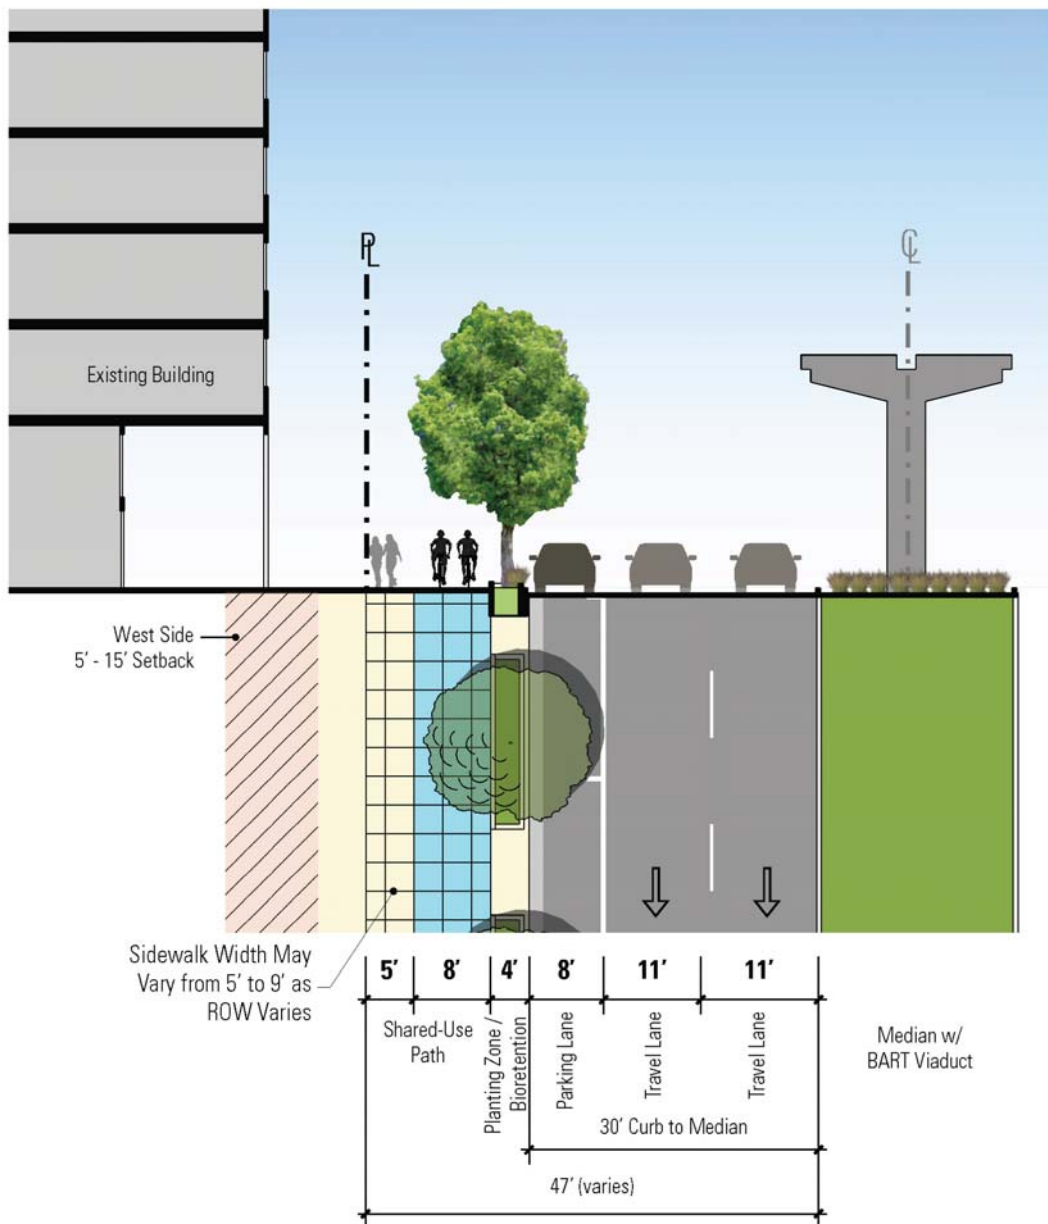 PL
CL
Existing Building
West Side
5' - 15' Setback
Sidewalk Width May
Vary from 5' to 9' as
ROW Varies
5'
8'
4'
8'
11'
11'
Shared-Use
Path
Planting Zone /
Bioretention
Parking Lane
Travel Lane
Travel Lane
Median w/
BART Viaduct
30' Curb to Median
47' (varies)